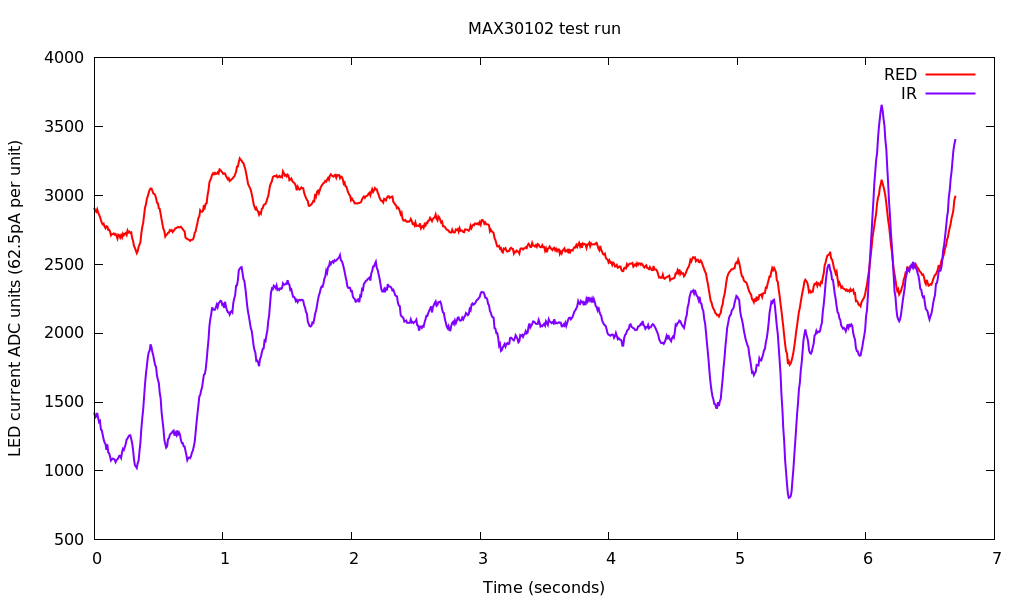 MAX30102 test run
RED
IR
4000
3500
3000
2500
2000
1500
1000
500
LED current ADC units (62.5pA per unit)
0 1 2 3 4 5 6 7
Time (seconds)